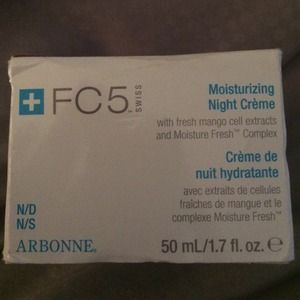 FC5
SWISS
Moisturizing
Night Crème
with fresh mango cell extracts
and Moisture Fresh™ Complex
Crème de
nuit hydratante
avec extraits de cellules
fraîches de mangue et le
complexe Moisture Fresh™
N/D
N/S
ARBONNE®
50 mL/1.7 fl. oz. ℮